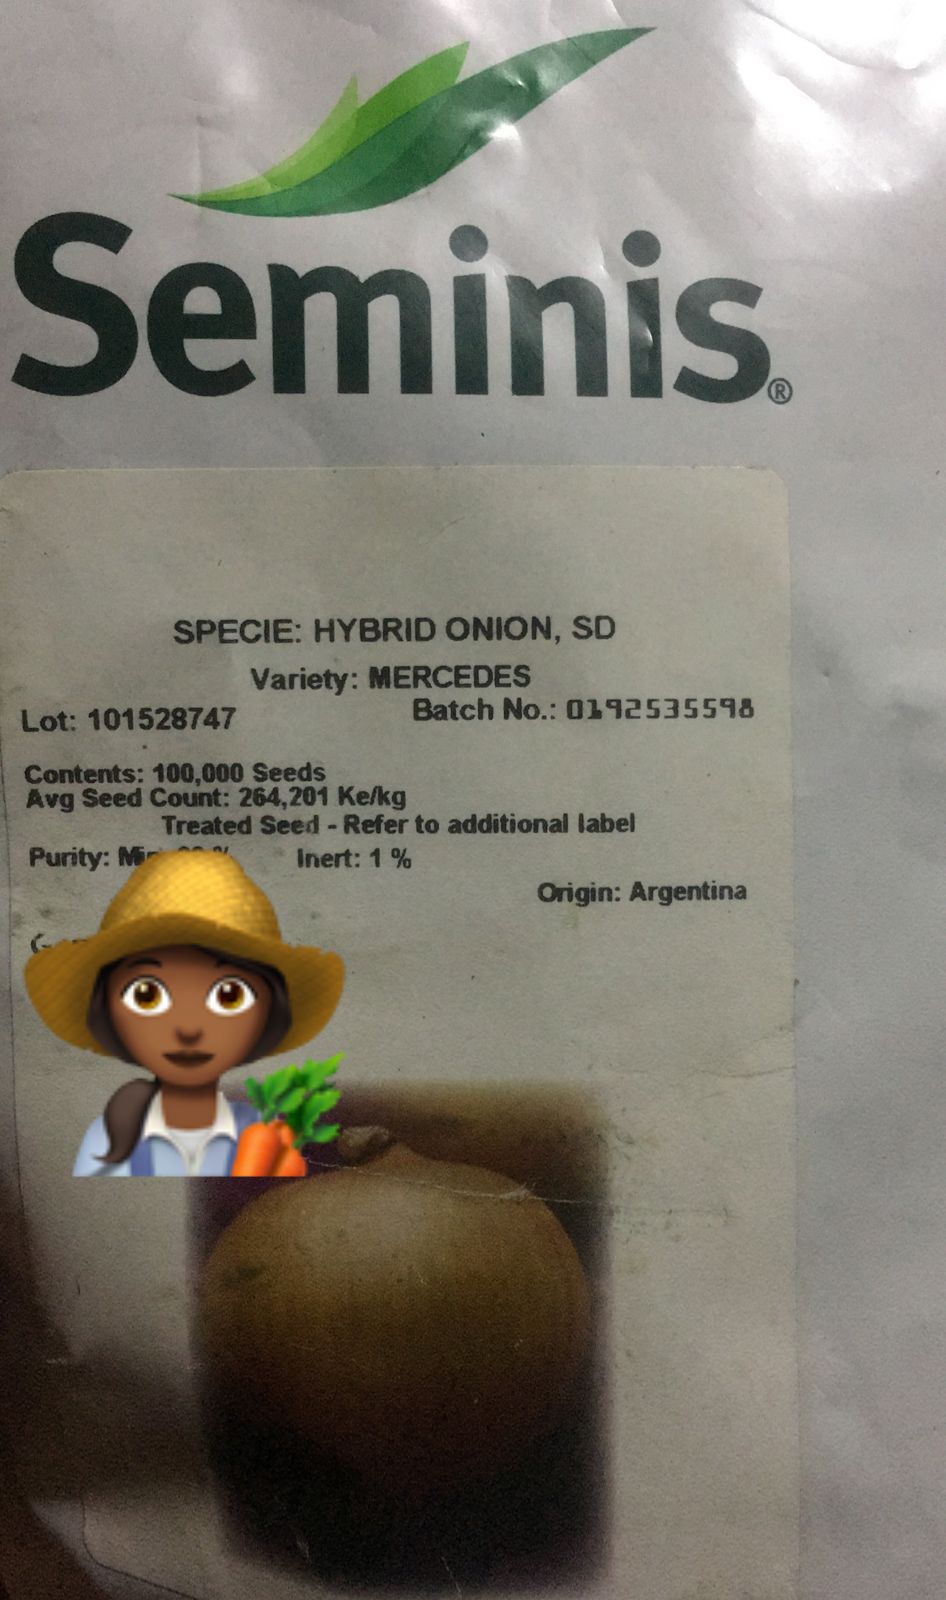 Seminis®
SPECIE: HYBRID ONION, SD
Variety: MERCEDES
Lot: 101528747
Batch No.: 0192535598
Contents: 100,000 Seeds
Avg Seed Count: 264,201 Ke/kg
Treated Seed - Refer to additional label
Purity: Inert: 1 %
Origin: Argentina